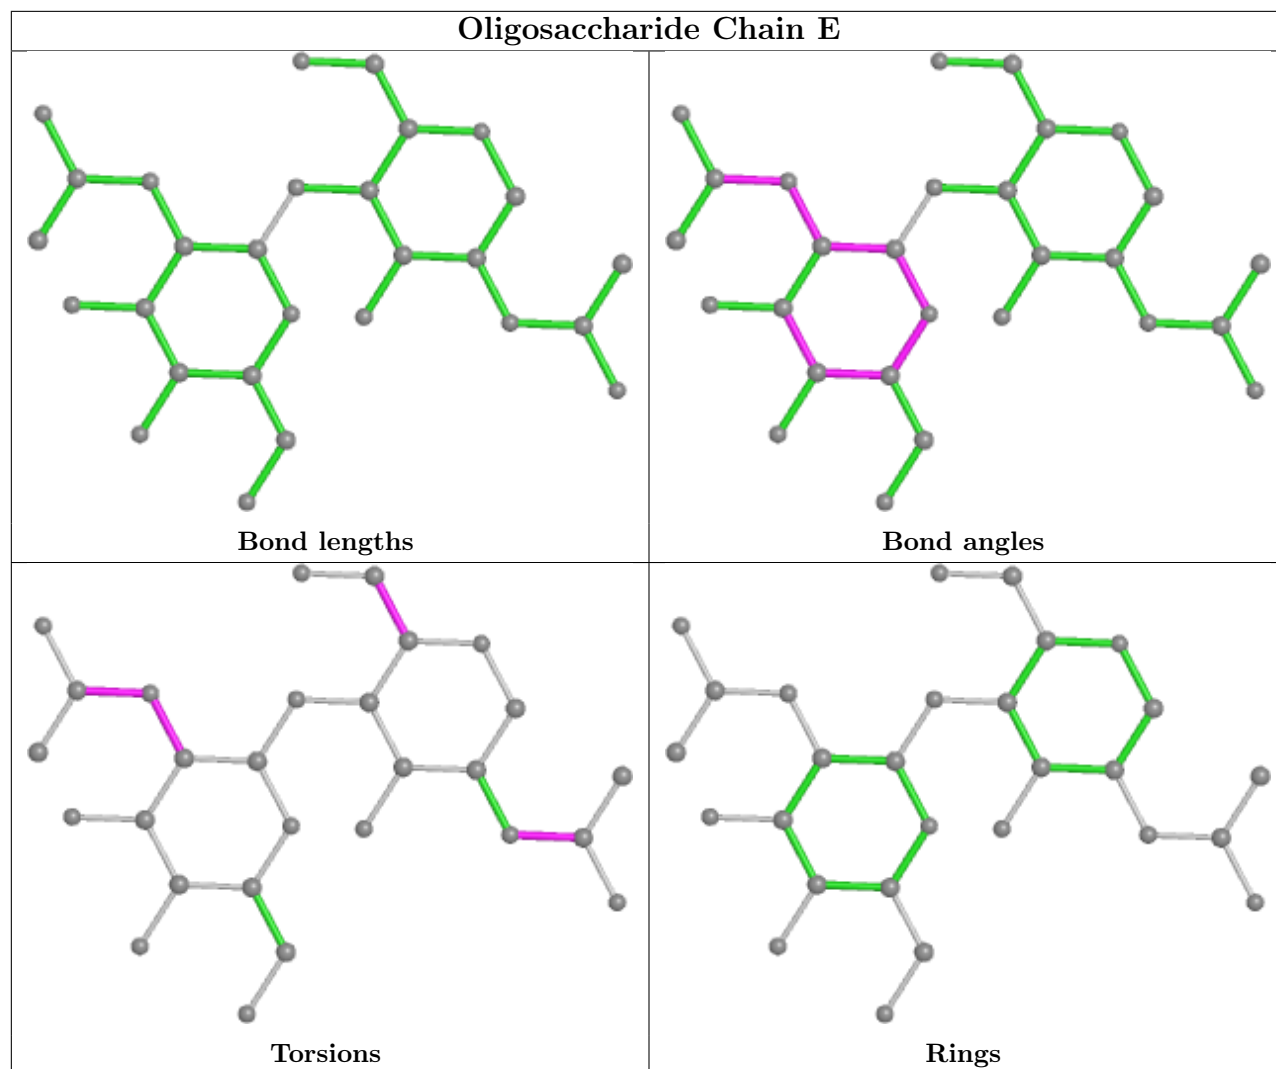 Oligosaccharide Chain E
Bond lengths
Bond angles
Torsions
Rings